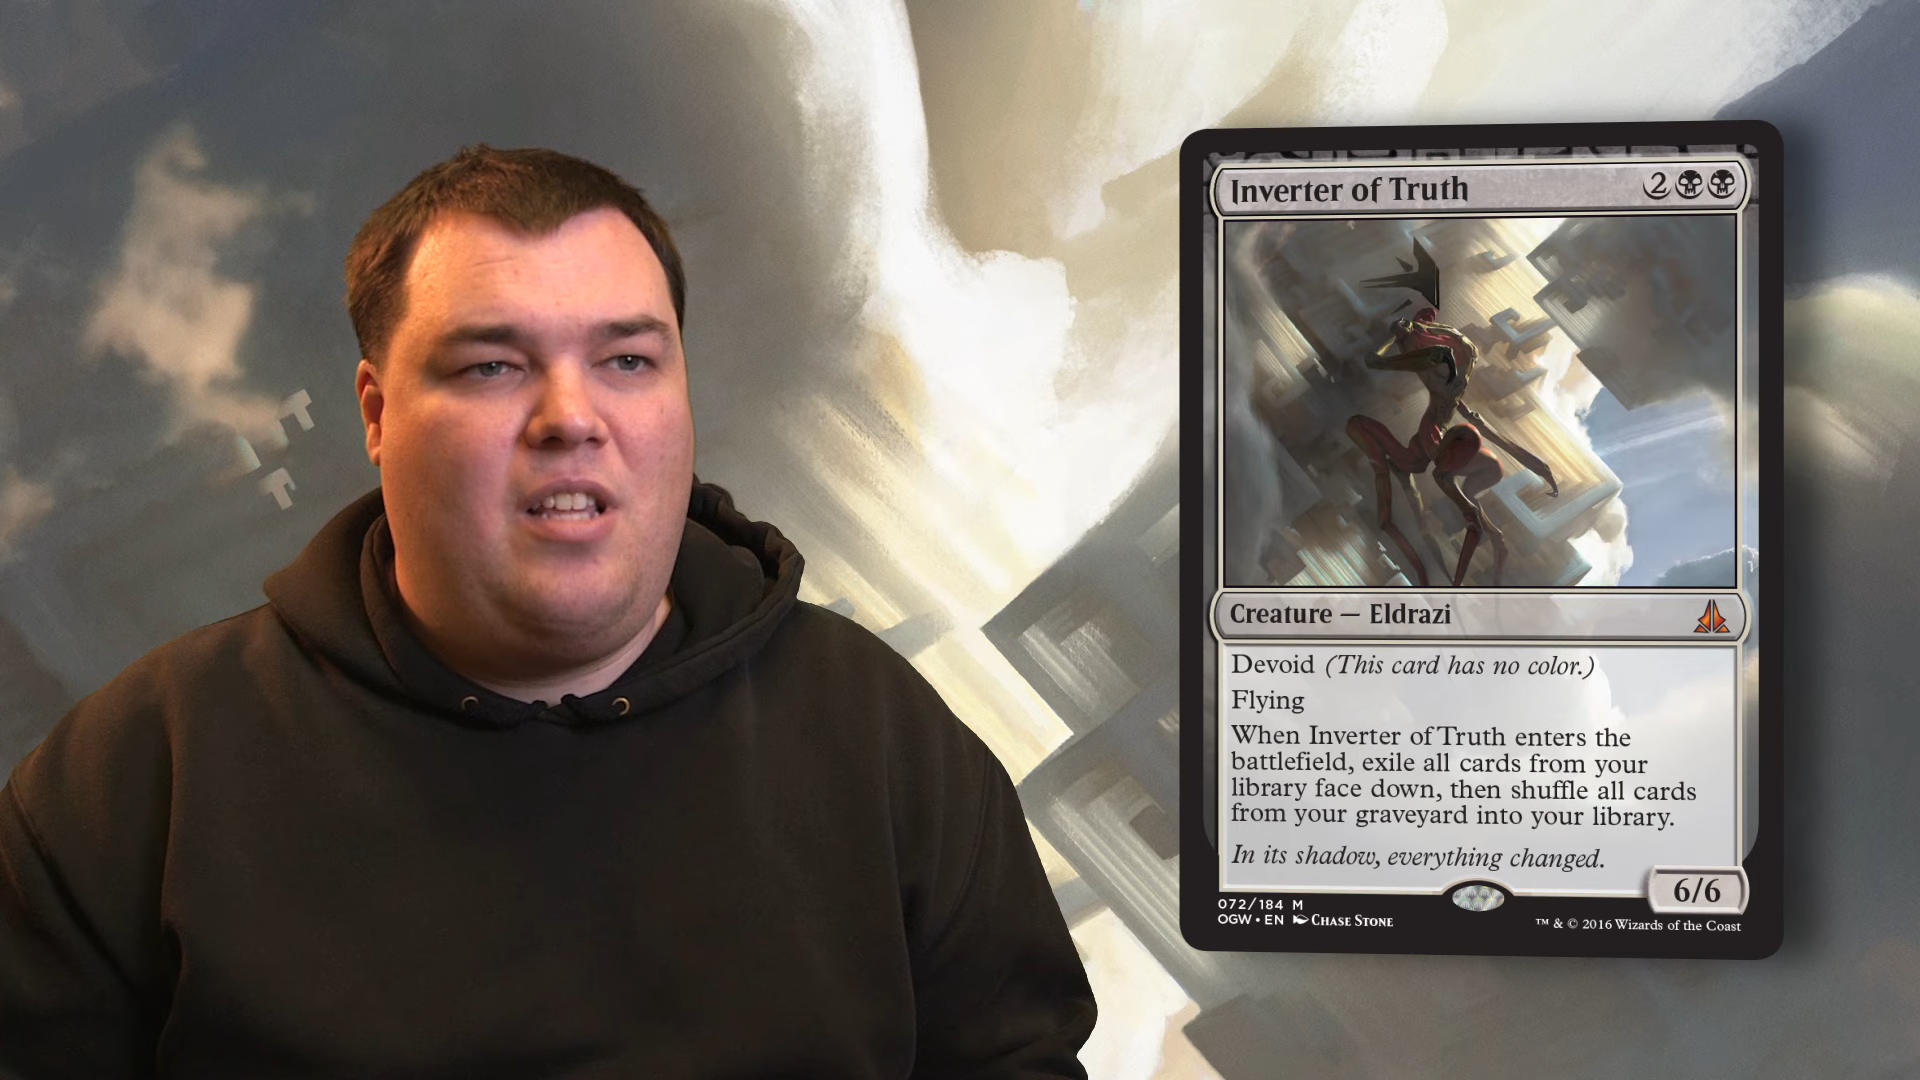 Inverter of Truth 2
Creature — Eldrazi
Devoid (This card has no color.)
Flying
When Inverter of Truth enters the
battlefield, exile all cards from your
library face down, then shuffle all cards
from your graveyard into your library.
In its shadow, everything changed.
6/6
072/184 M
OGW • EN Chase Stone
™ & © 2016 Wizards of the Coast